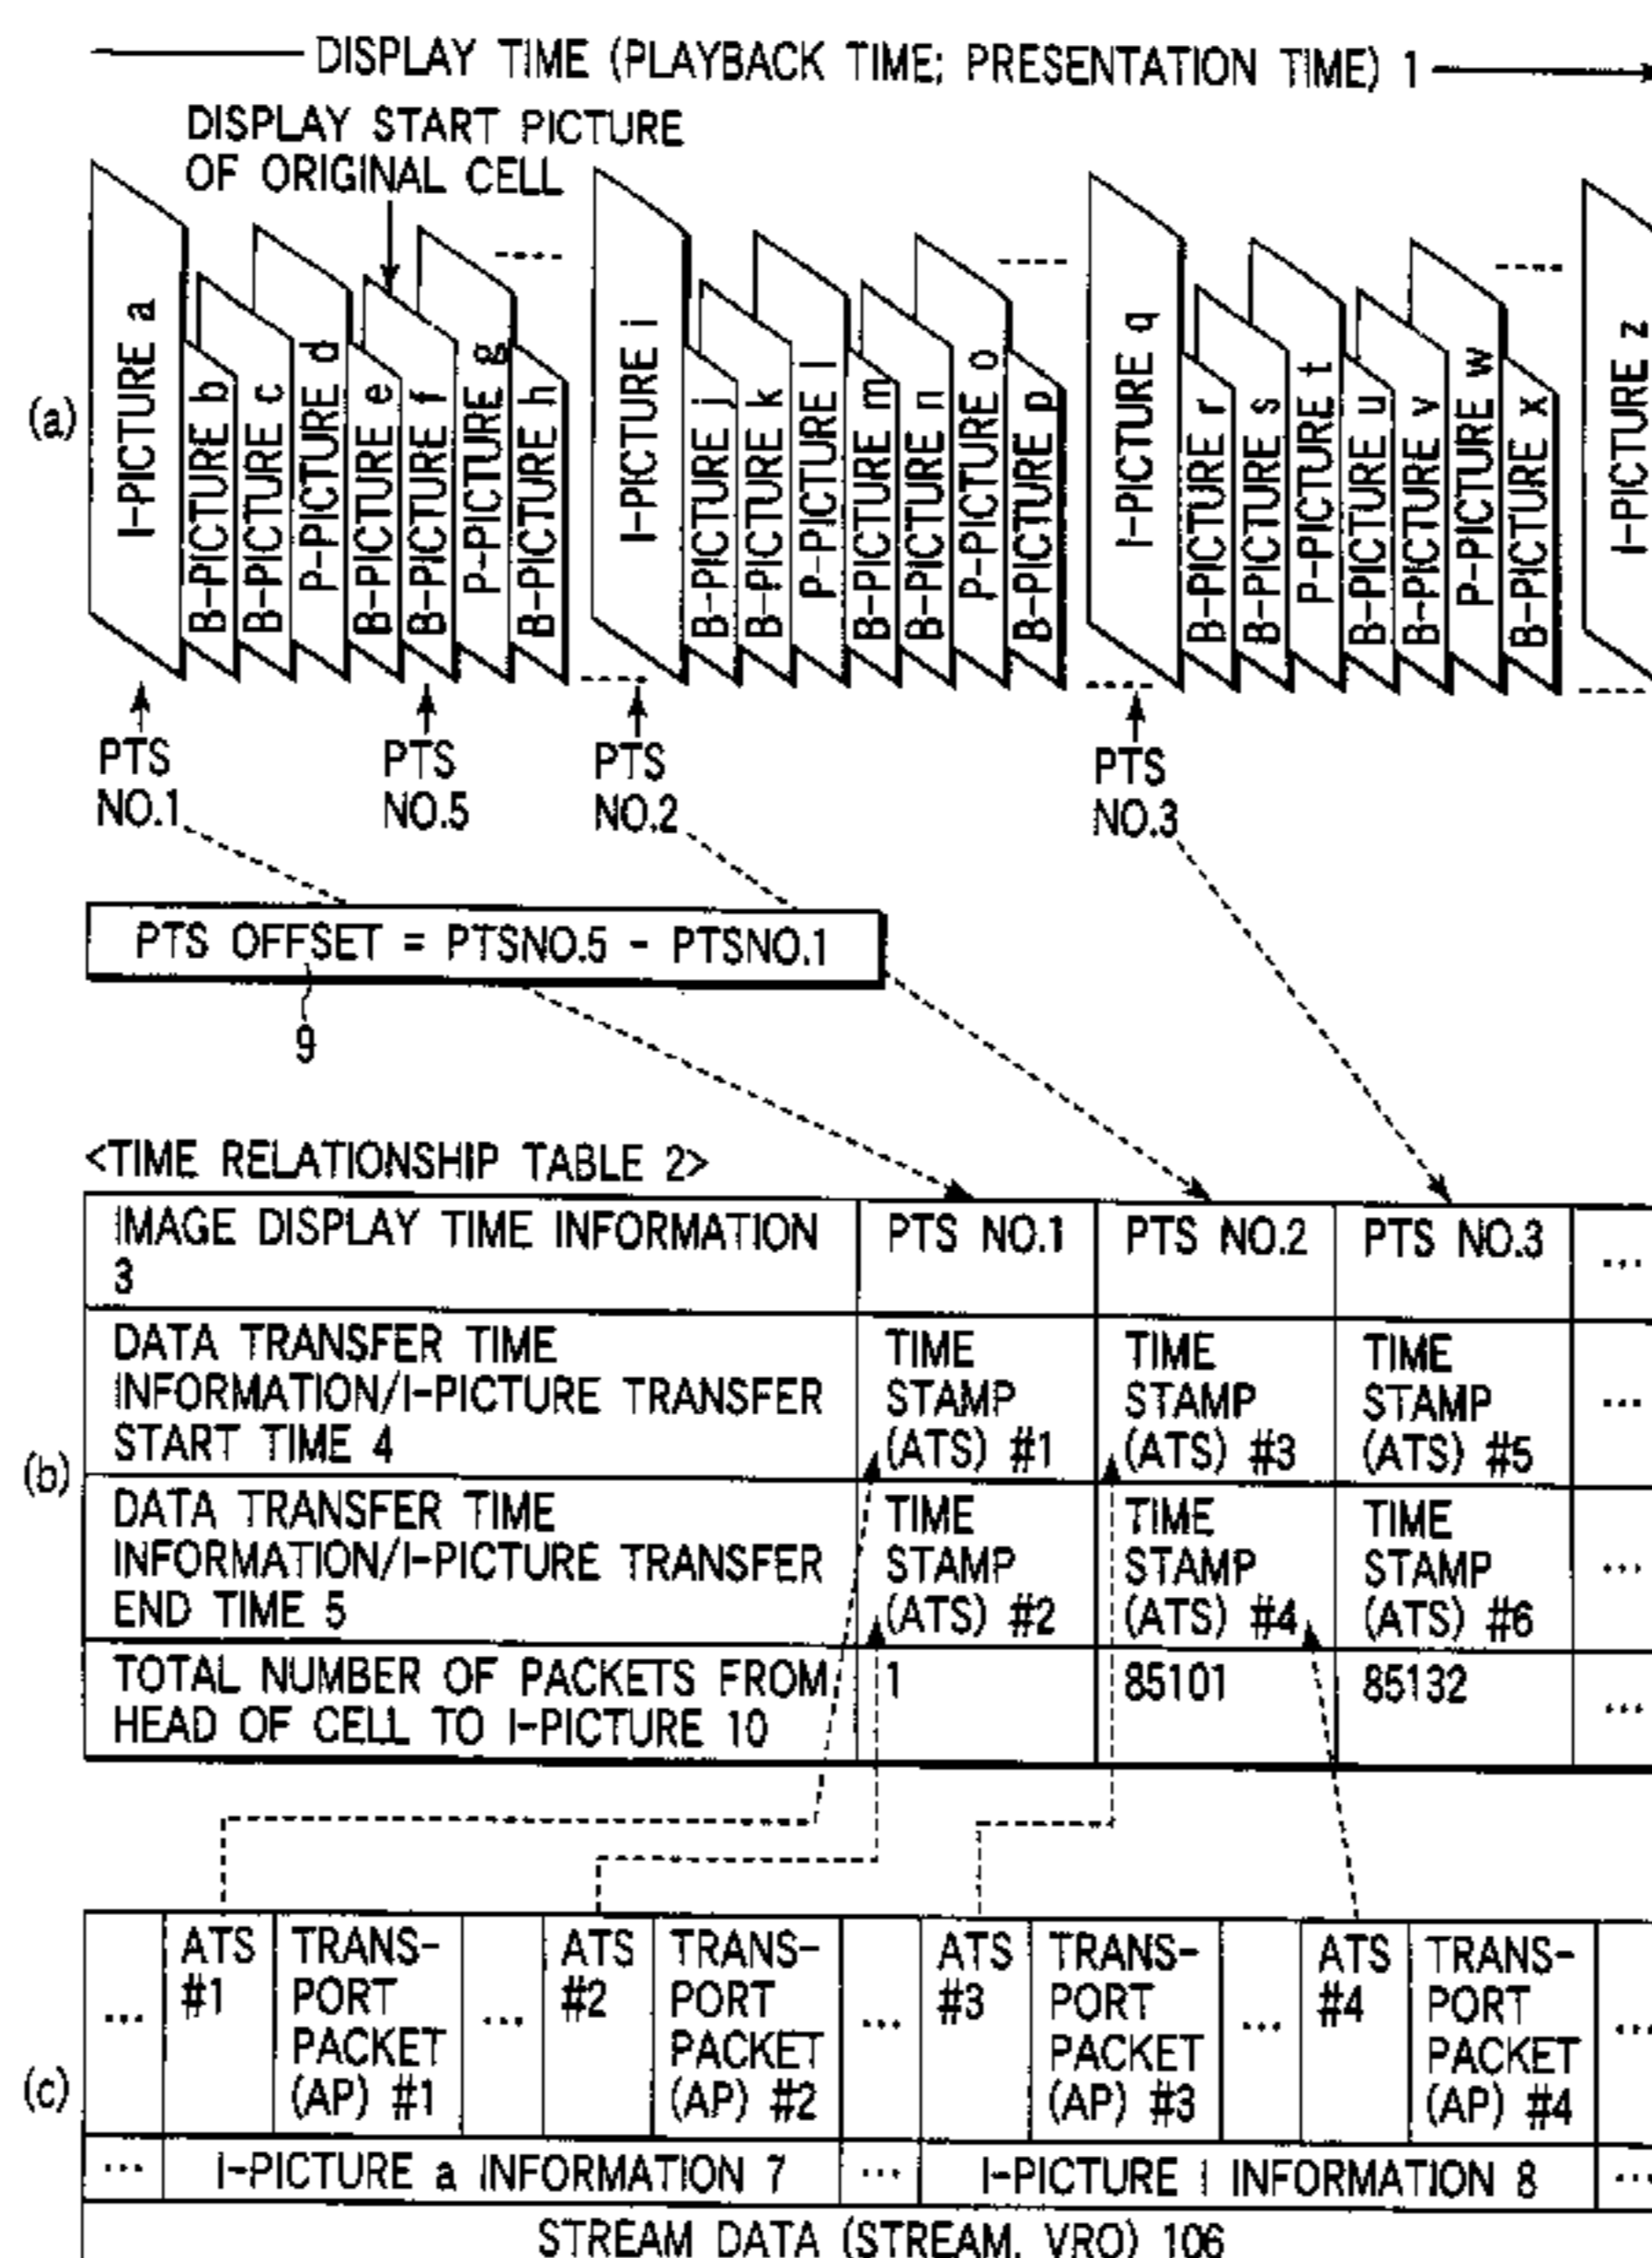 DISPLAY TIME (PLAYBACK TIME; PRESENTATION TIME) 1
DISPLAY START PICTURE
OF ORIGINAL CELL
(a)
I-PICTURE a
B-PICTURE b
B-PICTURE c
P-PICTURE d
B-PICTURE e
B-PICTURE f
P-PICTURE g
B-PICTURE h
I-PICTURE i
B-PICTURE j
B-PICTURE k
P-PICTURE l
B-PICTURE m
B-PICTURE n
P-PICTURE o
B-PICTURE p
I-PICTURE q
B-PICTURE r
B-PICTURE s
P-PICTURE t
B-PICTURE u
B-PICTURE v
P-PICTURE w
B-PICTURE x
I-PICTURE z
PTS
NO.1
PTS
NO.5
PTS
NO.2
PTS
NO.3
PTS OFFSET = PTSNO.5 - PTSNO.1
9
<TIME RELATIONSHIP TABLE 2>
(b)
IMAGE DISPLAY TIME INFORMATION
3
PTS NO.1
PTS NO.2
PTS NO.3
...
DATA TRANSFER TIME
INFORMATION/I-PICTURE TRANSFER
START TIME 4
TIME
STAMP
(ATS) #1
TIME
STAMP
(ATS) #3
TIME
STAMP
(ATS) #5
...
DATA TRANSFER TIME
INFORMATION/I-PICTURE TRANSFER
END TIME 5
TIME
STAMP
(ATS) #2
TIME
STAMP
(ATS) #4
TIME
STAMP
(ATS) #6
...
TOTAL NUMBER OF PACKETS FROM
HEAD OF CELL TO I-PICTURE 10
1
85101
85132
...
(c)
...
ATS
#1
TRANS-
PORT
PACKET
(AP) #1
...
ATS
#2
TRANS-
PORT
PACKET
(AP) #2
...
ATS
#3
TRANS-
PORT
PACKET
(AP) #3
...
ATS
#4
TRANS-
PORT
PACKET
(AP) #4
...
...
I-PICTURE a INFORMATION 7
...
I-PICTURE i INFORMATION 8
...
STREAM DATA (STREAM. VRO) 106